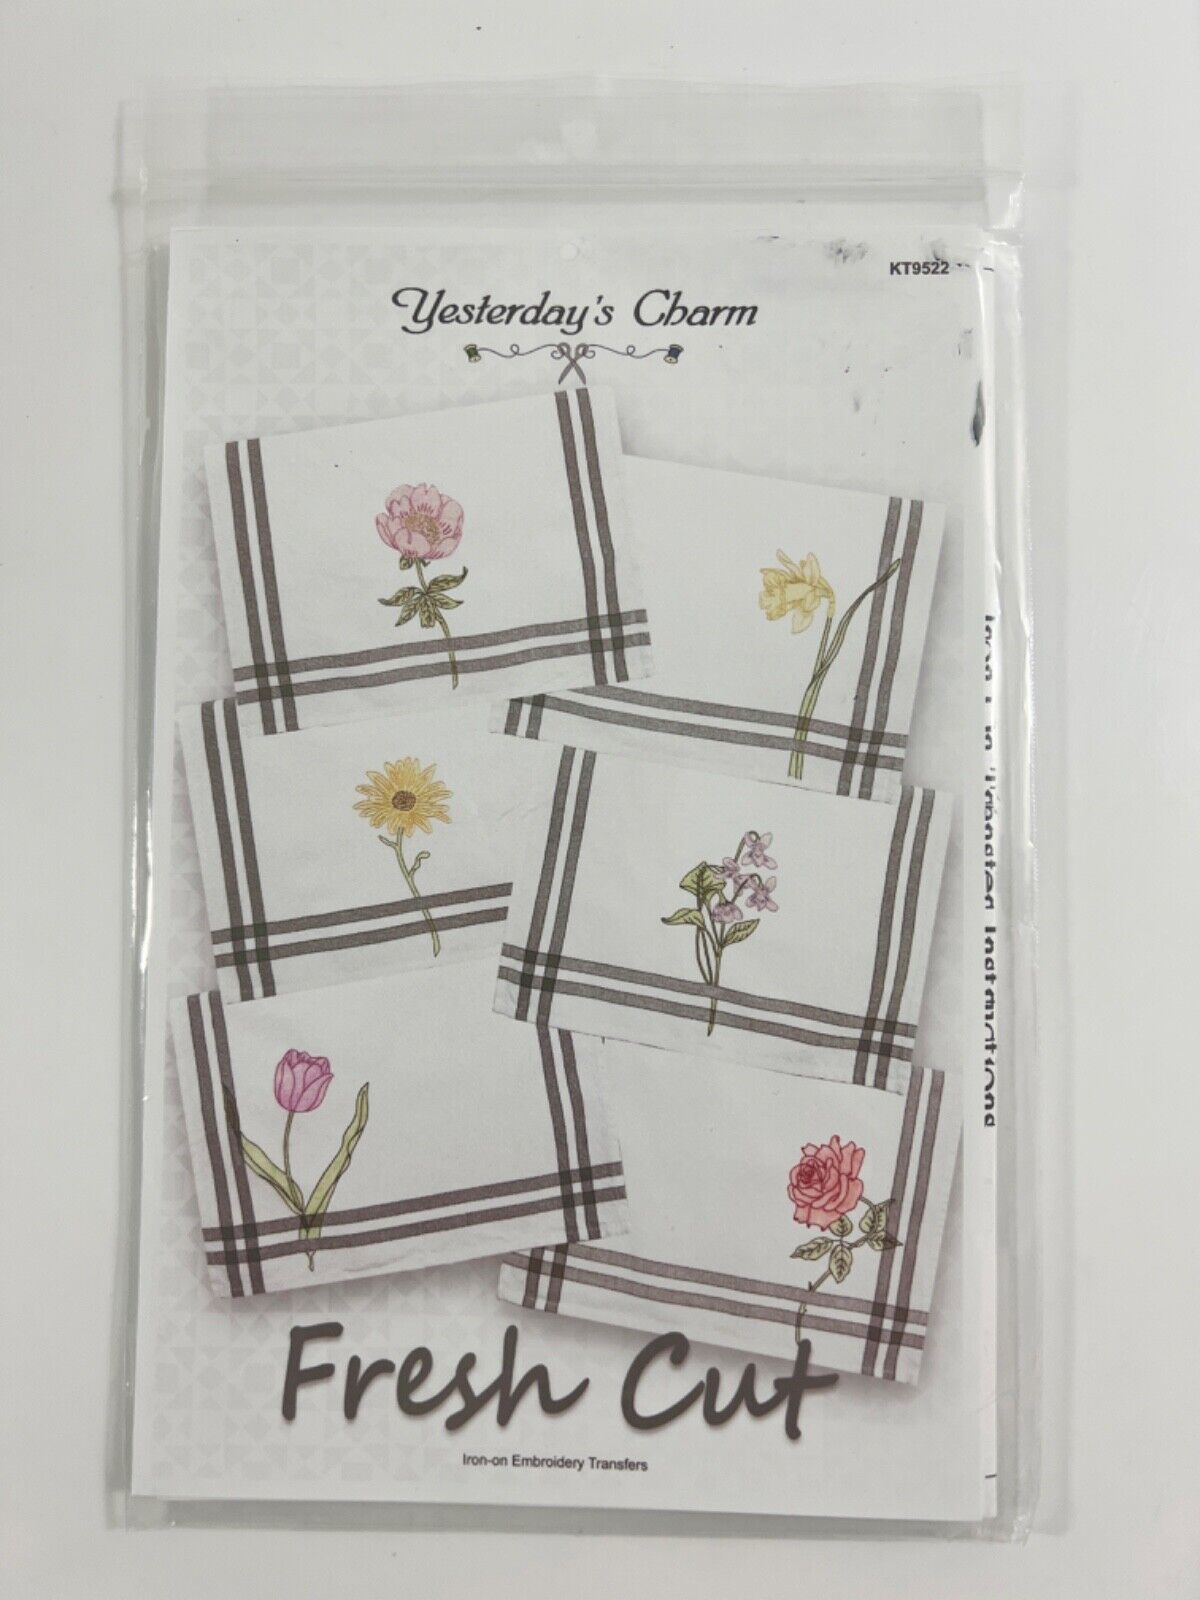 KT9522
Yesterday's Charm
Fresh Cut
Iron-on Embroidery Transfers